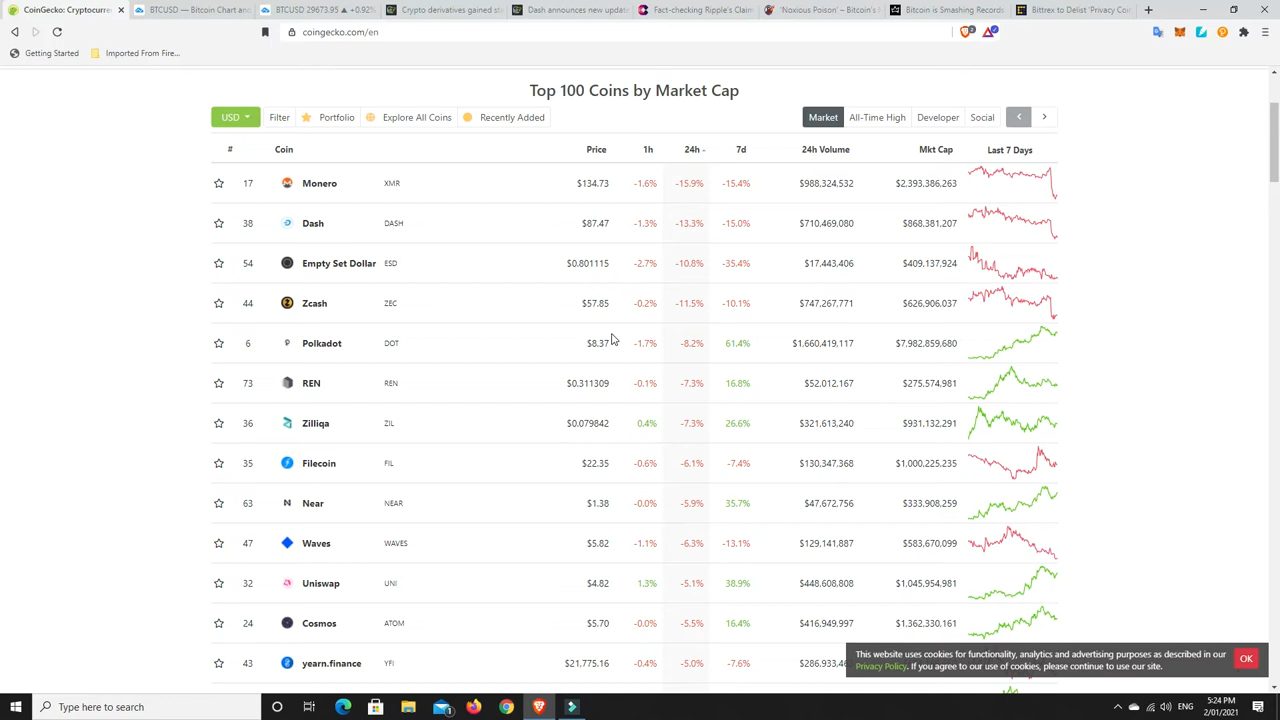 CoinGecko: Cryptocurrenc
BTCUSD — Bitcoin Chart and
BTCUSD 29673.95 ▲ +0.92%
Crypto derivatives gained st
Dash announces new update
Fact-checking Ripple's Claim
'Noxious Poison' – Bitcoin's
Bitcoin is Smashing Records
Bittrex to Delist 'Privacy Coi
coingecko.com/en
Getting Started
Imported From Fire...
Top 100 Coins by Market Cap
USD Filter Portfolio Explore All Coins Recently Added Market All-Time High Developer Social
# Coin Price 1h 24h 7d 24h Volume Mkt Cap Last 7 Days
17 Monero XMR $134.73 -1.6% -15.9% -15.4% $988,324,532 $2,393,386,263
38 Dash DASH $87.47 -1.3% -13.3% -15.0% $710,469,080 $868,381,207
54 Empty Set Dollar ESD $0.801115 -2.7% -10.8% -35.4% $17,443,406 $409,137,924
44 Zcash ZEC $57.85 -0.2% -11.5% -10.1% $747,267,771 $626,906,037
6 Polkadot DOT $8.37 -1.7% -8.2% 61.4% $1,660,419,117 $7,982,859,680
73 REN REN $0.311309 -0.1% -7.3% 16.8% $52,012,167 $275,574,981
36 Zilliqa ZIL $0.079842 0.4% -7.3% 26.6% $321,613,240 $931,132,291
35 Filecoin FIL $22.35 -0.6% -6.1% -7.4% $130,347,368 $1,000,225,235
63 Near NEAR $1.38 -0.0% -5.9% 35.7% $47,672,756 $333,908,259
47 Waves WAVES $5.82 -1.1% -6.3% -13.1% $129,141,887 $583,670,099
32 Uniswap UNI $4.82 1.3% -5.1% 38.9% $448,608,808 $1,045,954,981
24 Cosmos ATOM $5.70 -0.0% -5.5% 16.4% $416,949,997 $1,362,330,161
43 yearn.finance YFI $21,775.16 -0.4% -5.0% -7.6%
This website uses cookies for functionality, analytics and advertising purposes as described in our
Privacy Policy. If you agree to our use of cookies, please continue to use our site.
OK
Type here to search
ENG
5:24 PM
2/01/2021